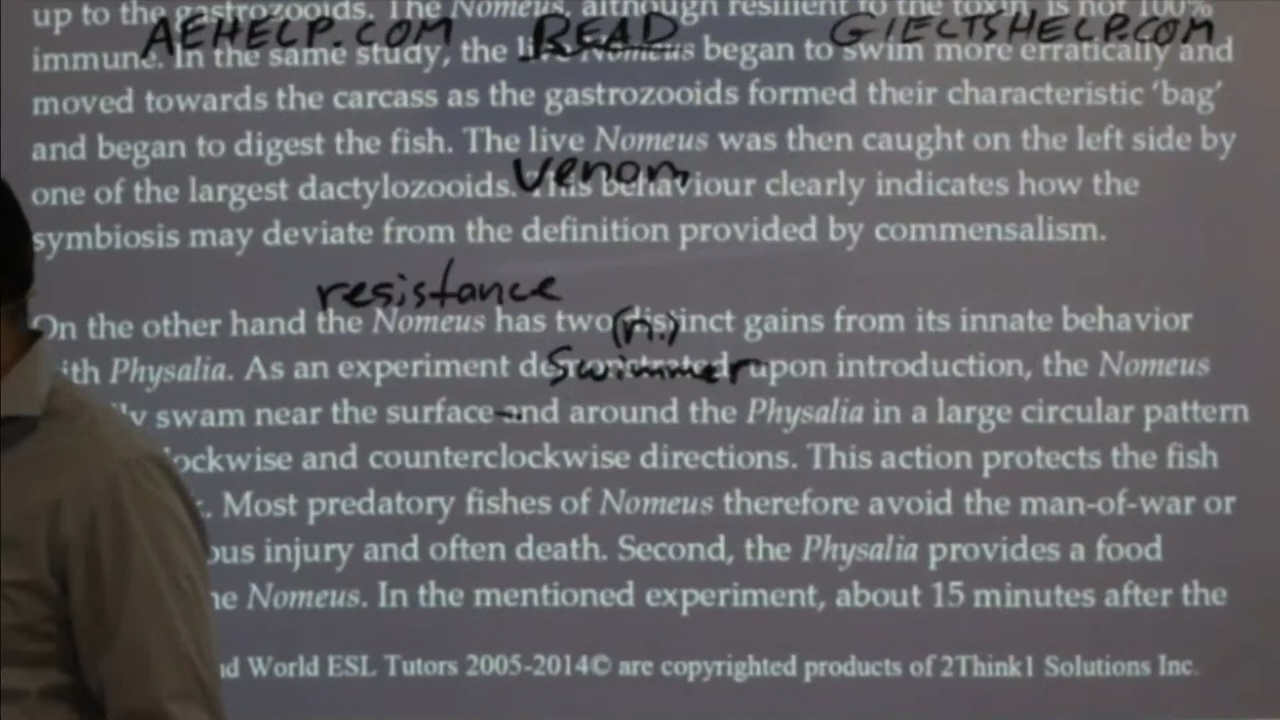 up to the gastrozooids. The Nomeus, although resilient to the toxin, is not 100%
AEHELP.COM READ GIELTSHELP.COM
immune. In the same study, the live Nomeus began to swim more erratically and
moved towards the carcass as the gastrozooids formed their characteristic ‘bag’
and began to digest the fish. The live Nomeus was then caught on the left side by
venom
one of the largest dactylozooids. This behaviour clearly indicates how the
symbiosis may deviate from the definition provided by commensalism.
resistance
On the other hand the Nomeus has two distinct gains from its innate behavior
(n.)
swimmer
ith Physalia. As an experiment demonstrated, upon introduction, the Nomeus
ly swam near the surface and around the Physalia in a large circular pattern
ockwise and counterclockwise directions. This action protects the fish
. Most predatory fishes of Nomeus therefore avoid the man-of-war or
ous injury and often death. Second, the Physalia provides a food
he Nomeus. In the mentioned experiment, about 15 minutes after the
nd World ESL Tutors 2005-2014© are copyrighted products of 2Think1 Solutions Inc.